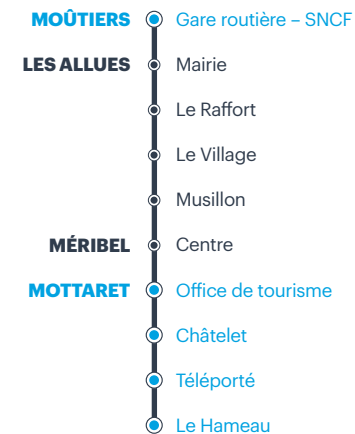 MOÛTIERS Gare routière – SNCF
LES ALLUES Mairie
Le Raffort
Le Village
Musillon
MÉRIBEL Centre
MOTTARET Office de tourisme
Châtelet
Téléporté
Le Hameau